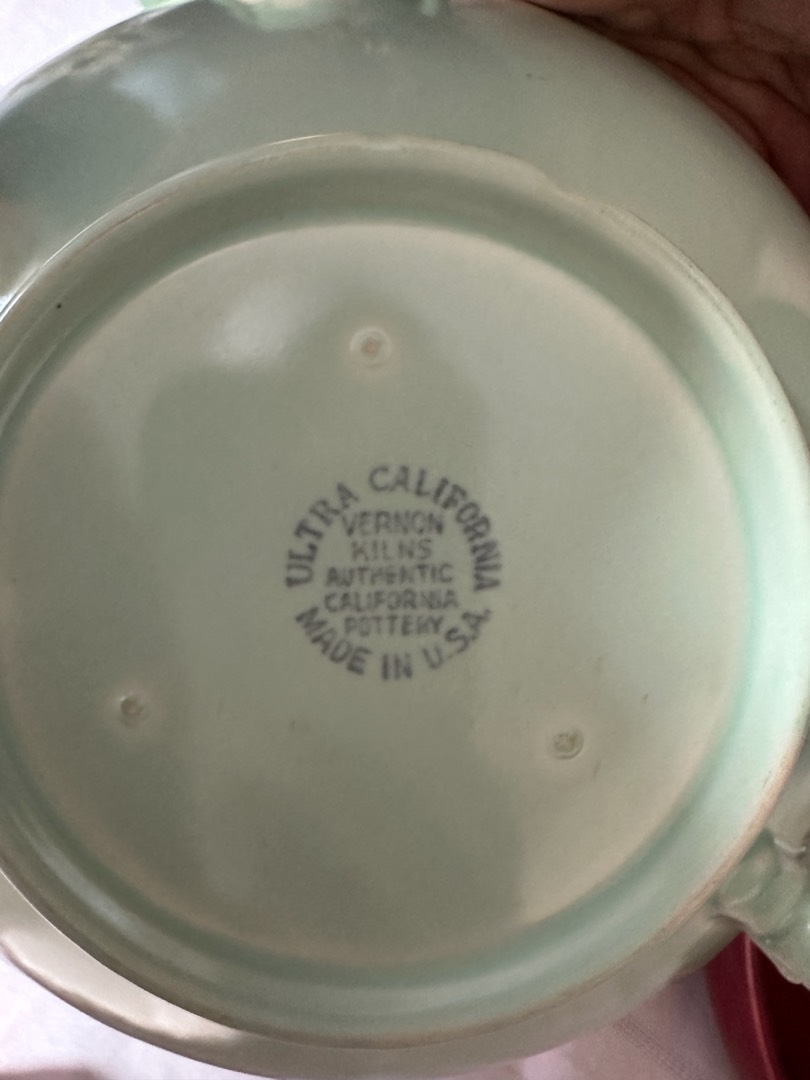 ULTRA CALIFORNIA
VERNON
KILNS
AUTHENTIC
CALIFORNIA
POTTERY
MADE IN U.S.A.